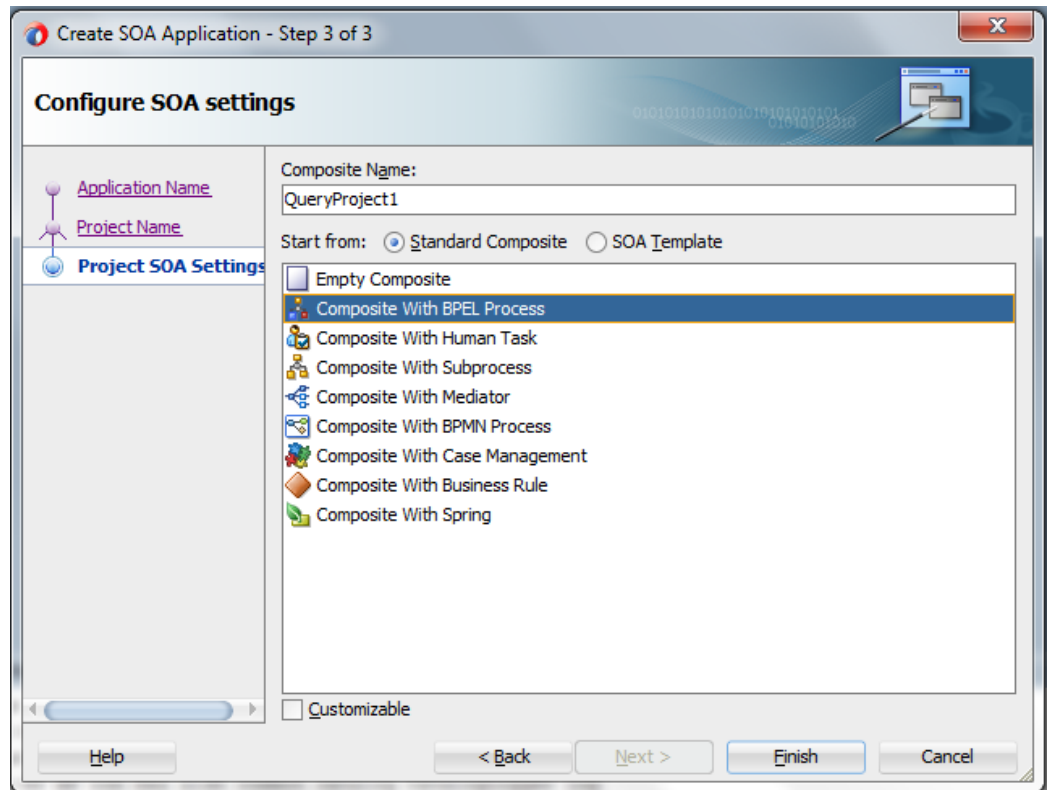 Create SOA Application - Step 3 of 3
Configure SOA settings
Application Name
Project Name
Project SOA Settings
Composite Name:
QueryProject1
Start from: Standard Composite SOA Template
Empty Composite
Composite With BPEL Process
Composite With Human Task
Composite With Subprocess
Composite With Mediator
Composite With BPMN Process
Composite With Case Management
Composite With Business Rule
Composite With Spring
Customizable
Help < Back Next > Finish Cancel